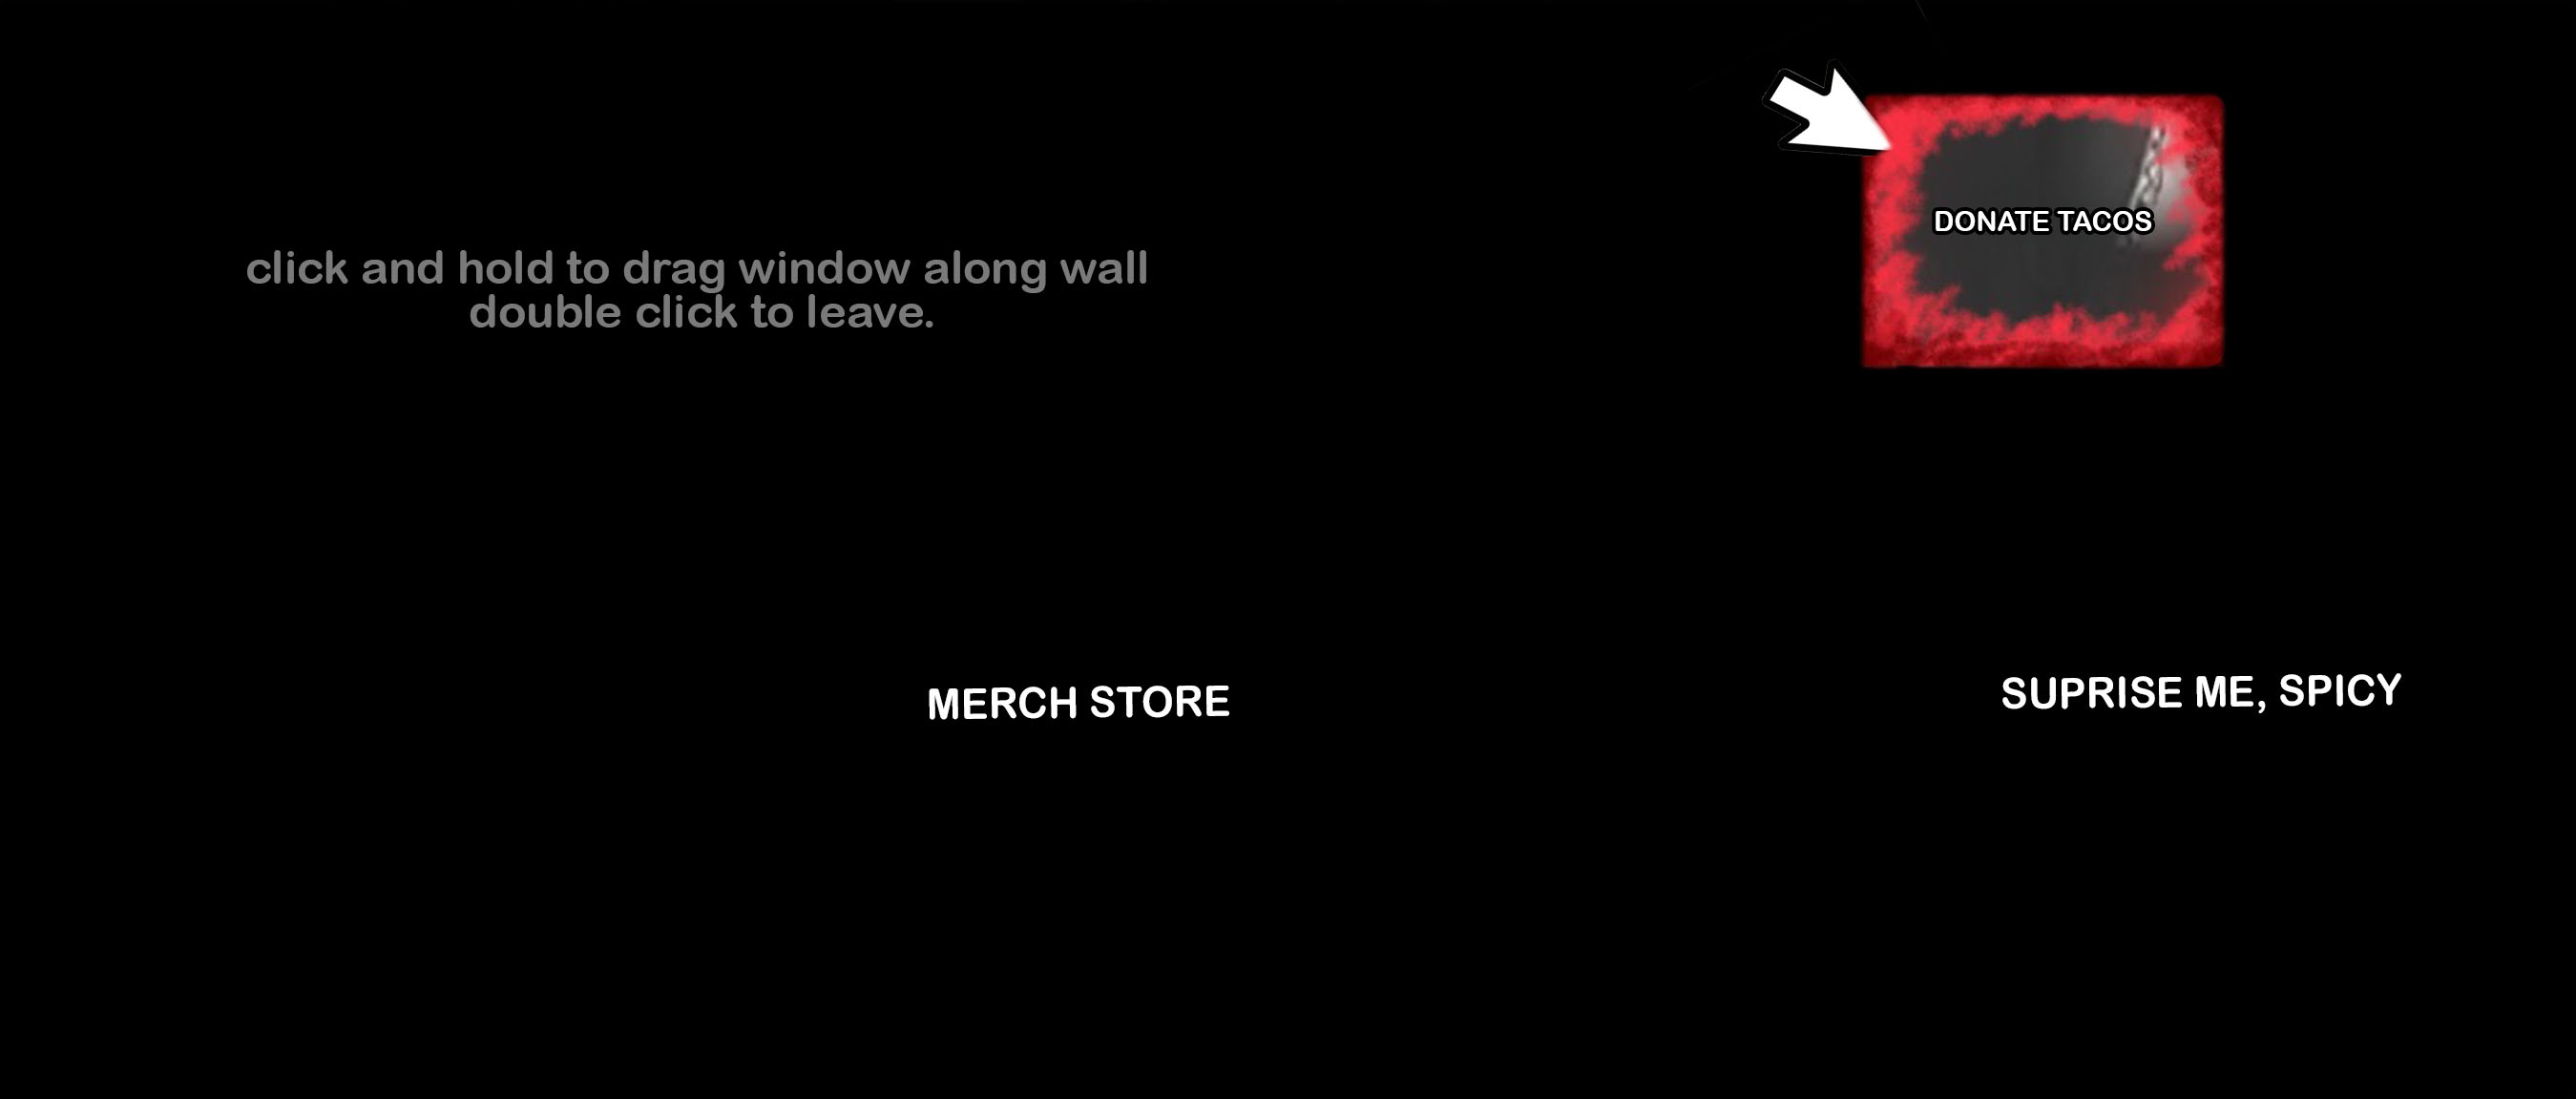 DONATE TACOS
click and hold to drag window along wall
double click to leave.
MERCH STORE
SUPRISE ME, SPICY